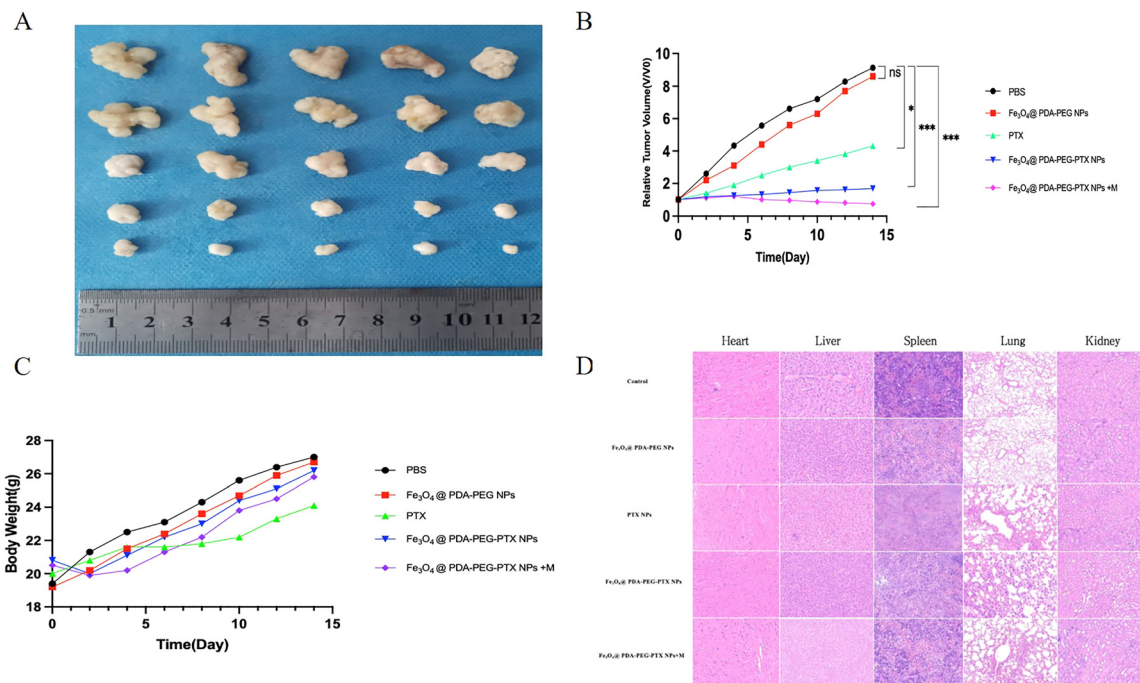 A
0.5 mm
mm
1 2 3 4 5 6 7 8 9 10 11 12
B
Relative Tumor Volume(V/V0)
10
8
6
4
2
0
0 5 10 15
Time(Day)
ns
*
***
***
PBS
Fe₃O₄@ PDA-PEG NPs
PTX
Fe₃O₄@ PDA-PEG-PTX NPs
Fe₃O₄@ PDA-PEG-PTX NPs +M
C
Body Weight(g)
28
26
24
22
20
18
0 5 10 15
Time(Day)
PBS
Fe₃O₄ @ PDA-PEG NPs
PTX
Fe₃O₄ @ PDA-PEG-PTX NPs
Fe₃O₄ @ PDA-PEG-PTX NPs +M
D
Heart Liver Spleen Lung Kidney
Control
Fe₃O₄@ PDA-PEG NPs
PTX NPs
Fe₃O₄@ PDA-PEG-PTX NPs
Fe₃O₄@ PDA-PEG-PTX NPs+M